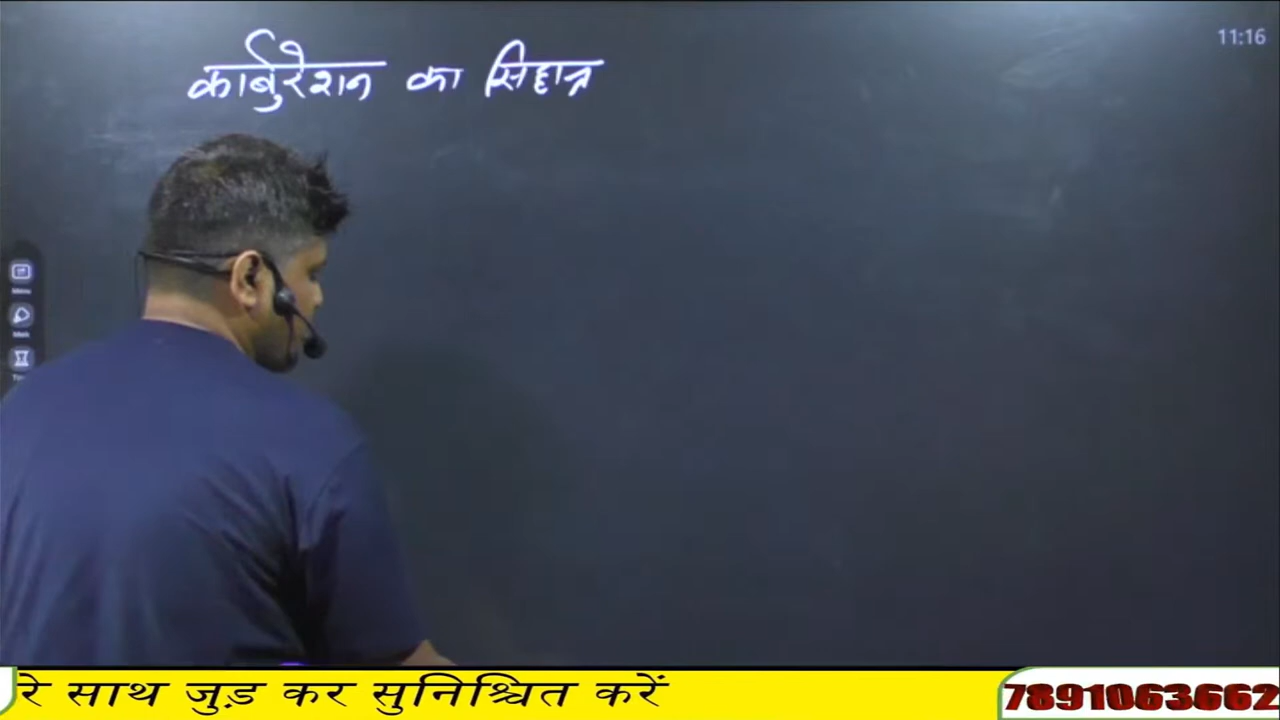 11:16
कार्बुरेशन का सिद्दान्त
रे साथ जुड़ कर सुनिश्चित करें
7891063662